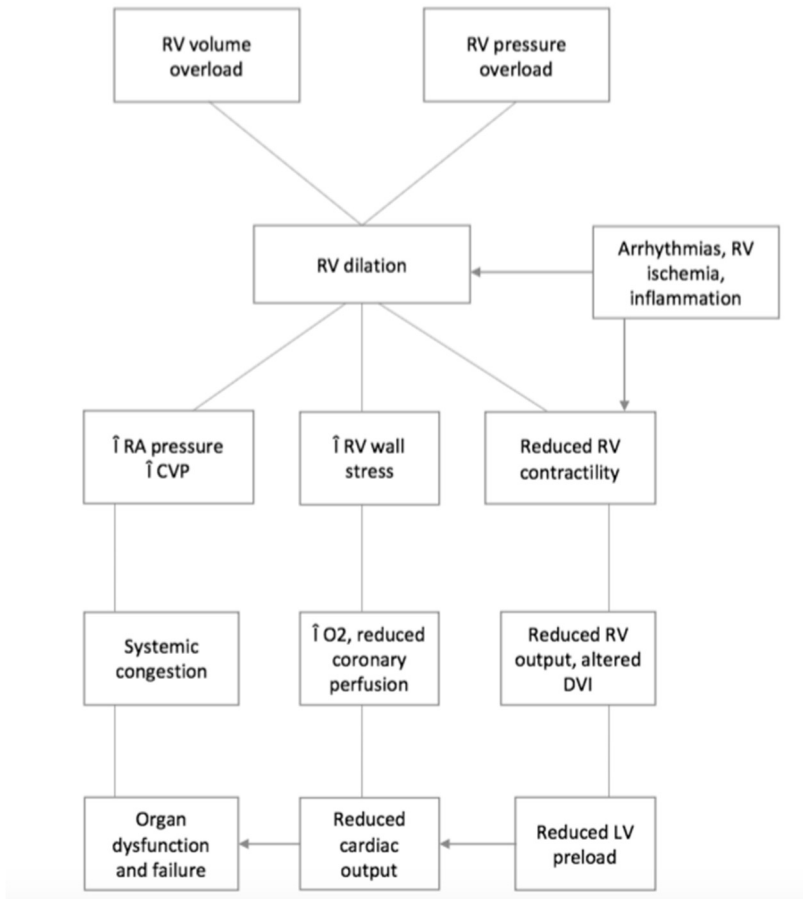 RV volume
overload
RV pressure
overload
RV dilation
Arrhythmias, RV
ischemia,
inflammation
Î RA pressure
Î CVP
Î RV wall
stress
Reduced RV
contractility
Systemic
congestion
Î O2, reduced
coronary
perfusion
Reduced RV
output, altered
DVI
Organ
dysfunction
and failure
Reduced
cardiac
output
Reduced LV
preload